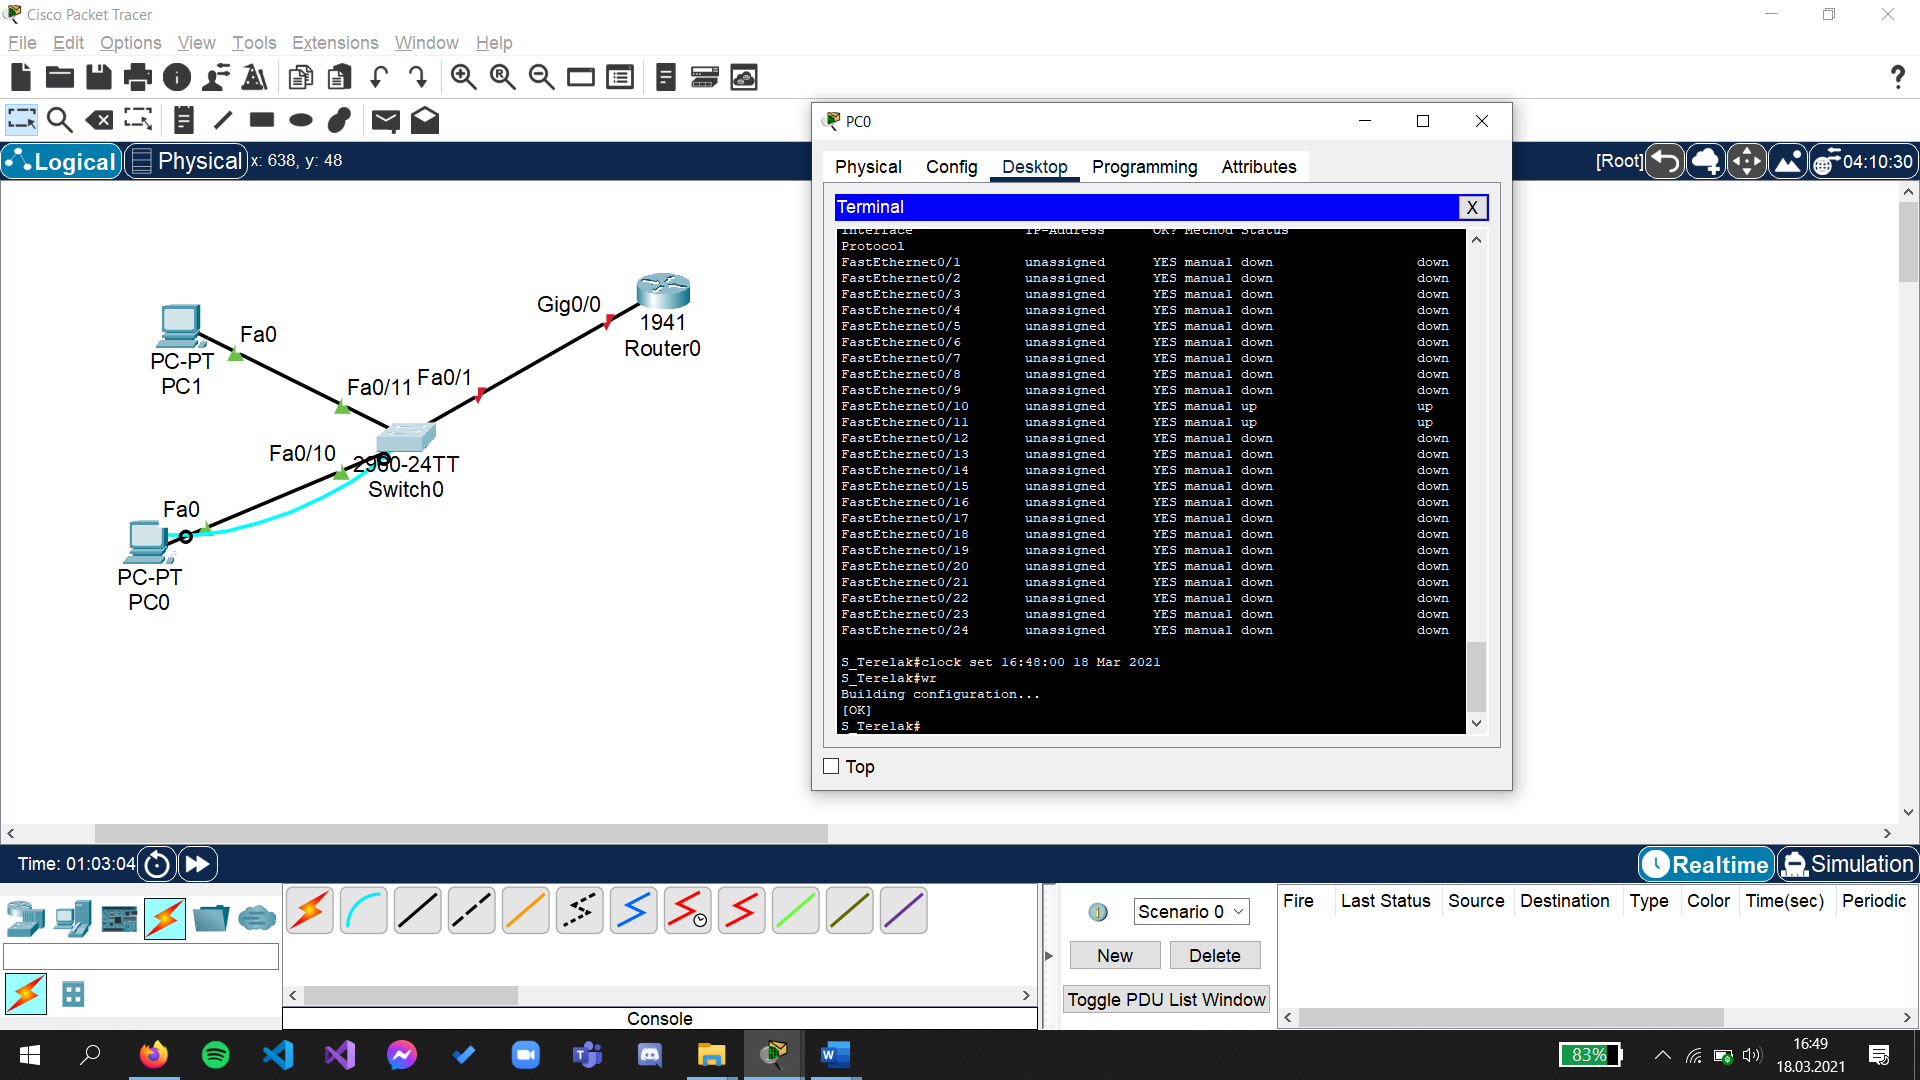 Cisco Packet Tracer
File Edit Options View Tools Extensions Window Help
Logical Physical x: 638, y: 48
[Root] 04:10:30
PC0
Physical Config Desktop Programming Attributes
Terminal X
Interface IP-Address OK? Method Status
Protocol
FastEthernet0/1 unassigned YES manual down down
FastEthernet0/2 unassigned YES manual down down
FastEthernet0/3 unassigned YES manual down down
FastEthernet0/4 unassigned YES manual down down
FastEthernet0/5 unassigned YES manual down down
FastEthernet0/6 unassigned YES manual down down
FastEthernet0/7 unassigned YES manual down down
FastEthernet0/8 unassigned YES manual down down
FastEthernet0/9 unassigned YES manual down down
FastEthernet0/10 unassigned YES manual up up
FastEthernet0/11 unassigned YES manual up up
FastEthernet0/12 unassigned YES manual down down
FastEthernet0/13 unassigned YES manual down down
FastEthernet0/14 unassigned YES manual down down
FastEthernet0/15 unassigned YES manual down down
FastEthernet0/16 unassigned YES manual down down
FastEthernet0/17 unassigned YES manual down down
FastEthernet0/18 unassigned YES manual down down
FastEthernet0/19 unassigned YES manual down down
FastEthernet0/20 unassigned YES manual down down
FastEthernet0/21 unassigned YES manual down down
FastEthernet0/22 unassigned YES manual down down
FastEthernet0/23 unassigned YES manual down down
FastEthernet0/24 unassigned YES manual down down
S_Terelak#clock set 16:48:00 18 Mar 2021
S_Terelak#wr
Building configuration...
[OK]
S_Terelak#
Top
Gig0/0
1941
Router0
Fa0
PC-PT
PC1
Fa0/11 Fa0/1
Fa0/10
2960-24TT
Switch0
Fa0
PC-PT
PC0
Time: 01:03:04
Realtime Simulation
Scenario 0
New Delete
Toggle PDU List Window
Fire Last Status Source Destination Type Color Time(sec) Periodic
Console
83%
16:49
18.03.2021